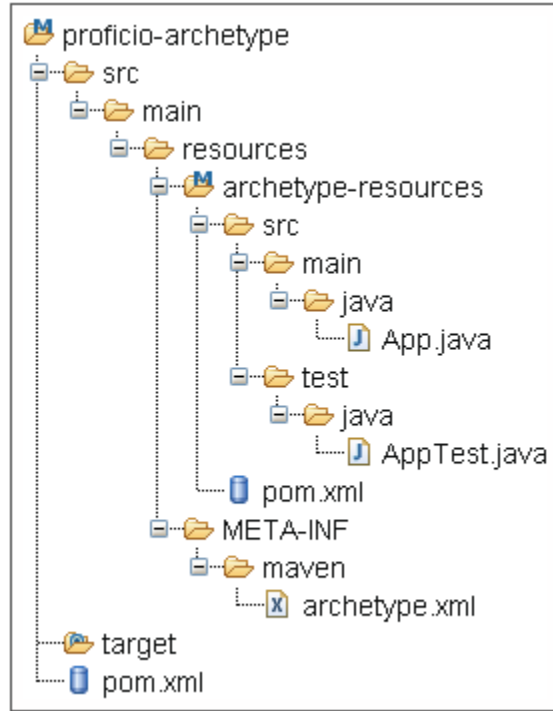 proficio-archetype
src
main
resources
archetype-resources
src
main
java
App.java
test
java
AppTest.java
pom.xml
META-INF
maven
archetype.xml
target
pom.xml